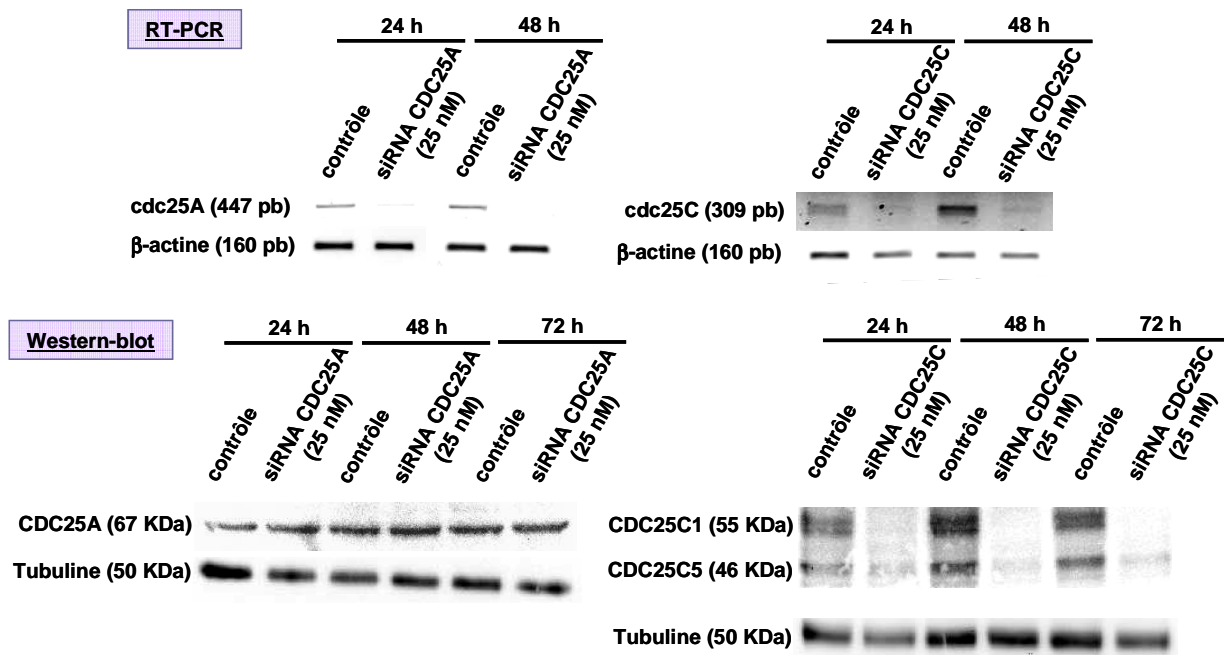 RT-PCR
24 h
48 h
contrôle
siRNA CDC25A
(25 nM)
contrôle
siRNA CDC25A
(25 nM)
cdc25A (447 pb)
β-actine (160 pb)
24 h
48 h
contrôle
siRNA CDC25C
(25 nM)
contrôle
siRNA CDC25C
(25 nM)
cdc25C (309 pb)
β-actine (160 pb)
Western-blot
24 h
48 h
72 h
contrôle
siRNA CDC25A
(25 nM)
contrôle
siRNA CDC25A
(25 nM)
contrôle
siRNA CDC25A
(25 nM)
CDC25A (67 KDa)
Tubuline (50 KDa)
24 h
48 h
72 h
contrôle
siRNA CDC25C
(25 nM)
contrôle
siRNA CDC25C
(25 nM)
contrôle
siRNA CDC25C
(25 nM)
CDC25C1 (55 KDa)
CDC25C5 (46 KDa)
Tubuline (50 KDa)